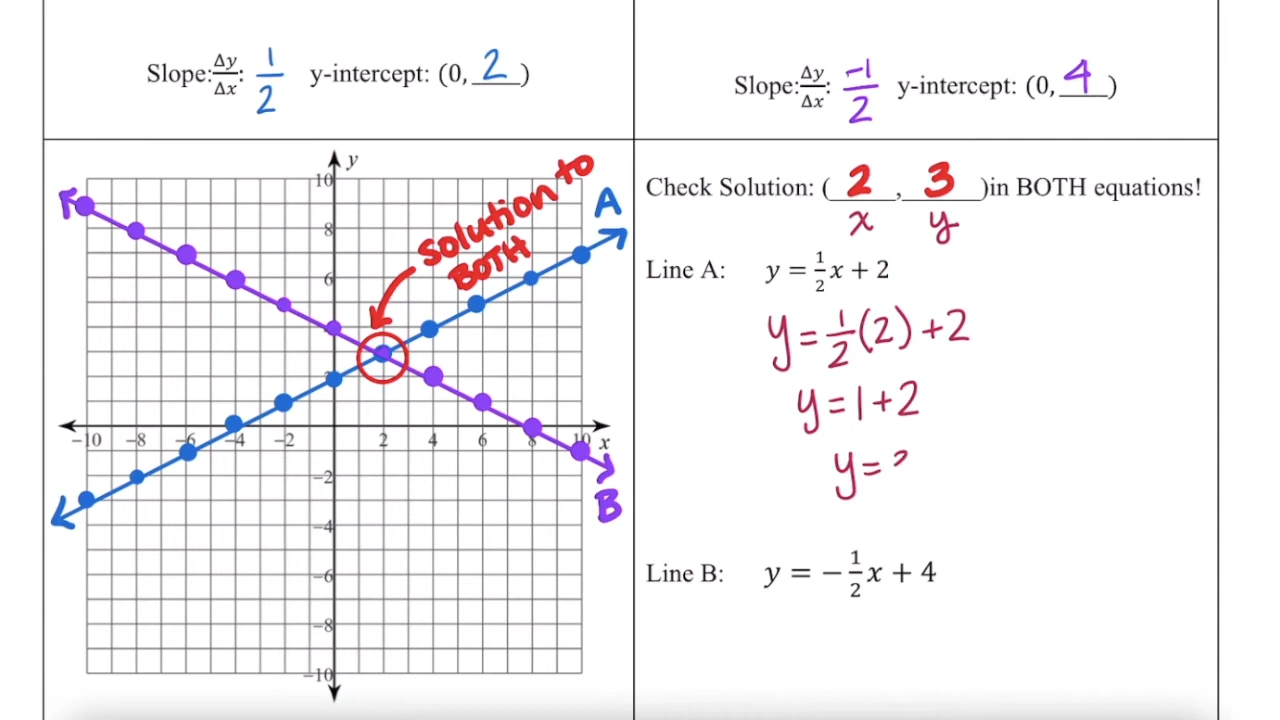 Slope: Δy/Δx: 1/2 y-intercept: (0, 2)
Slope: Δy/Δx: -1/2 y-intercept: (0, 4)
y
10
8
6
2
-10 -8 -6 -4 -2 2 4 6 8 10 x
-2
-4
-6
-8
-10
Solution to
BOTH
A
B
Check Solution: (2, 3) in BOTH equations!
x y
Line A: y = 1/2 x + 2
y = 1/2 (2) + 2
y = 1 + 2
y =
Line B: y = − 1/2 x + 4